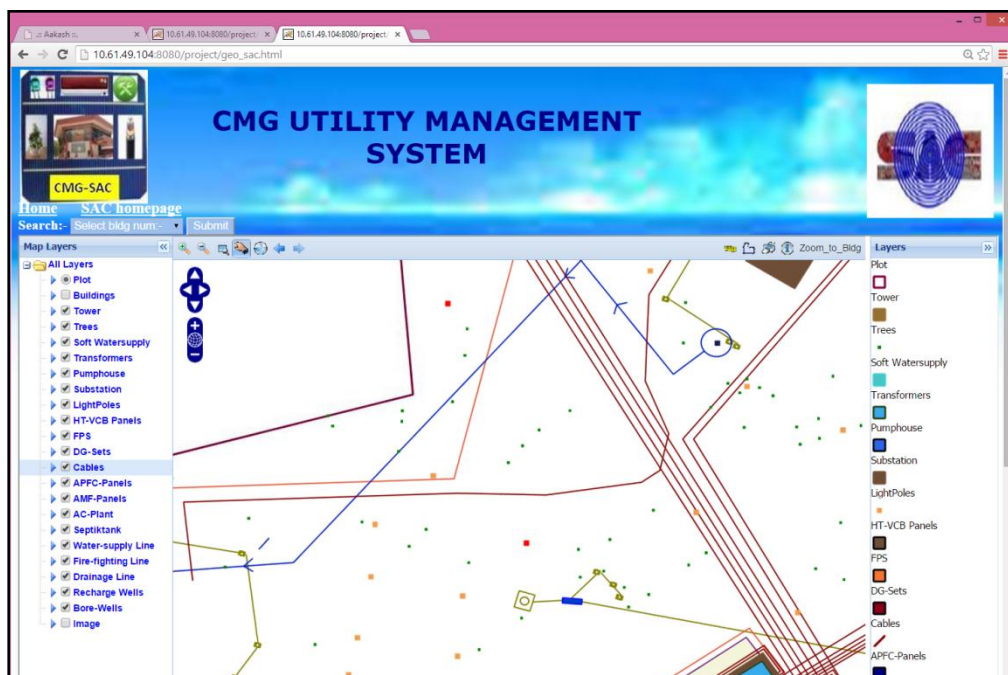 .:: Aakash ::.
10.61.49.104:8080/project/
10.61.49.104:8080/project/
10.61.49.104:8080/project/geo_sac.html
CMG UTILITY MANAGEMENT
SYSTEM
CMG-SAC
Home SAC homepage
Search:- Select bldg num:- Submit
Map Layers
Zoom_to_Bldg
Layers
All Layers
Plot
Buildings
Tower
Trees
Soft Watersupply
Transformers
Pumphouse
Substation
LightPoles
HT-VCB Panels
FPS
DG-Sets
Cables
APFC-Panels
AMF-Panels
AC-Plant
Septiktank
Water-supply Line
Fire-fighting Line
Drainage Line
Recharge Wells
Bore-Wells
Image
Plot
Tower
Trees
Soft Watersupply
Transformers
Pumphouse
Substation
LightPoles
HT-VCB Panels
FPS
DG-Sets
Cables
APFC-Panels